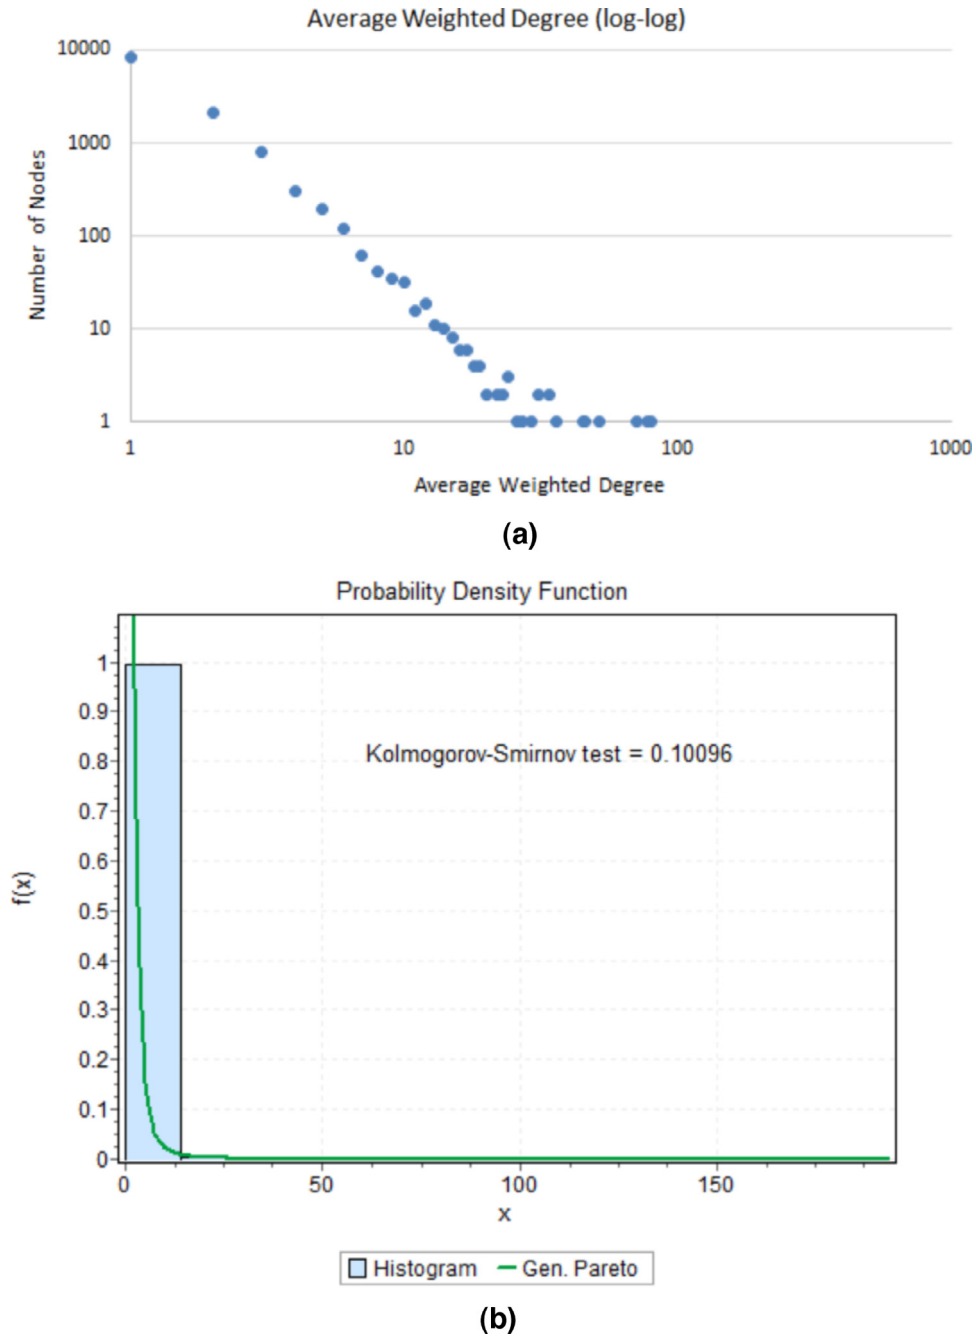 Average Weighted Degree (log-log)
10000
1000
100
10
1
Number of Nodes
1 10 100 1000
Average Weighted Degree
(a)
Probability Density Function
Kolmogorov-Smirnov test = 0.10096
1
0.9
0.8
0.7
0.6
0.5
0.4
0.3
0.2
0.1
0
f(x)
0 50 100 150
x
Histogram Gen. Pareto
(b)